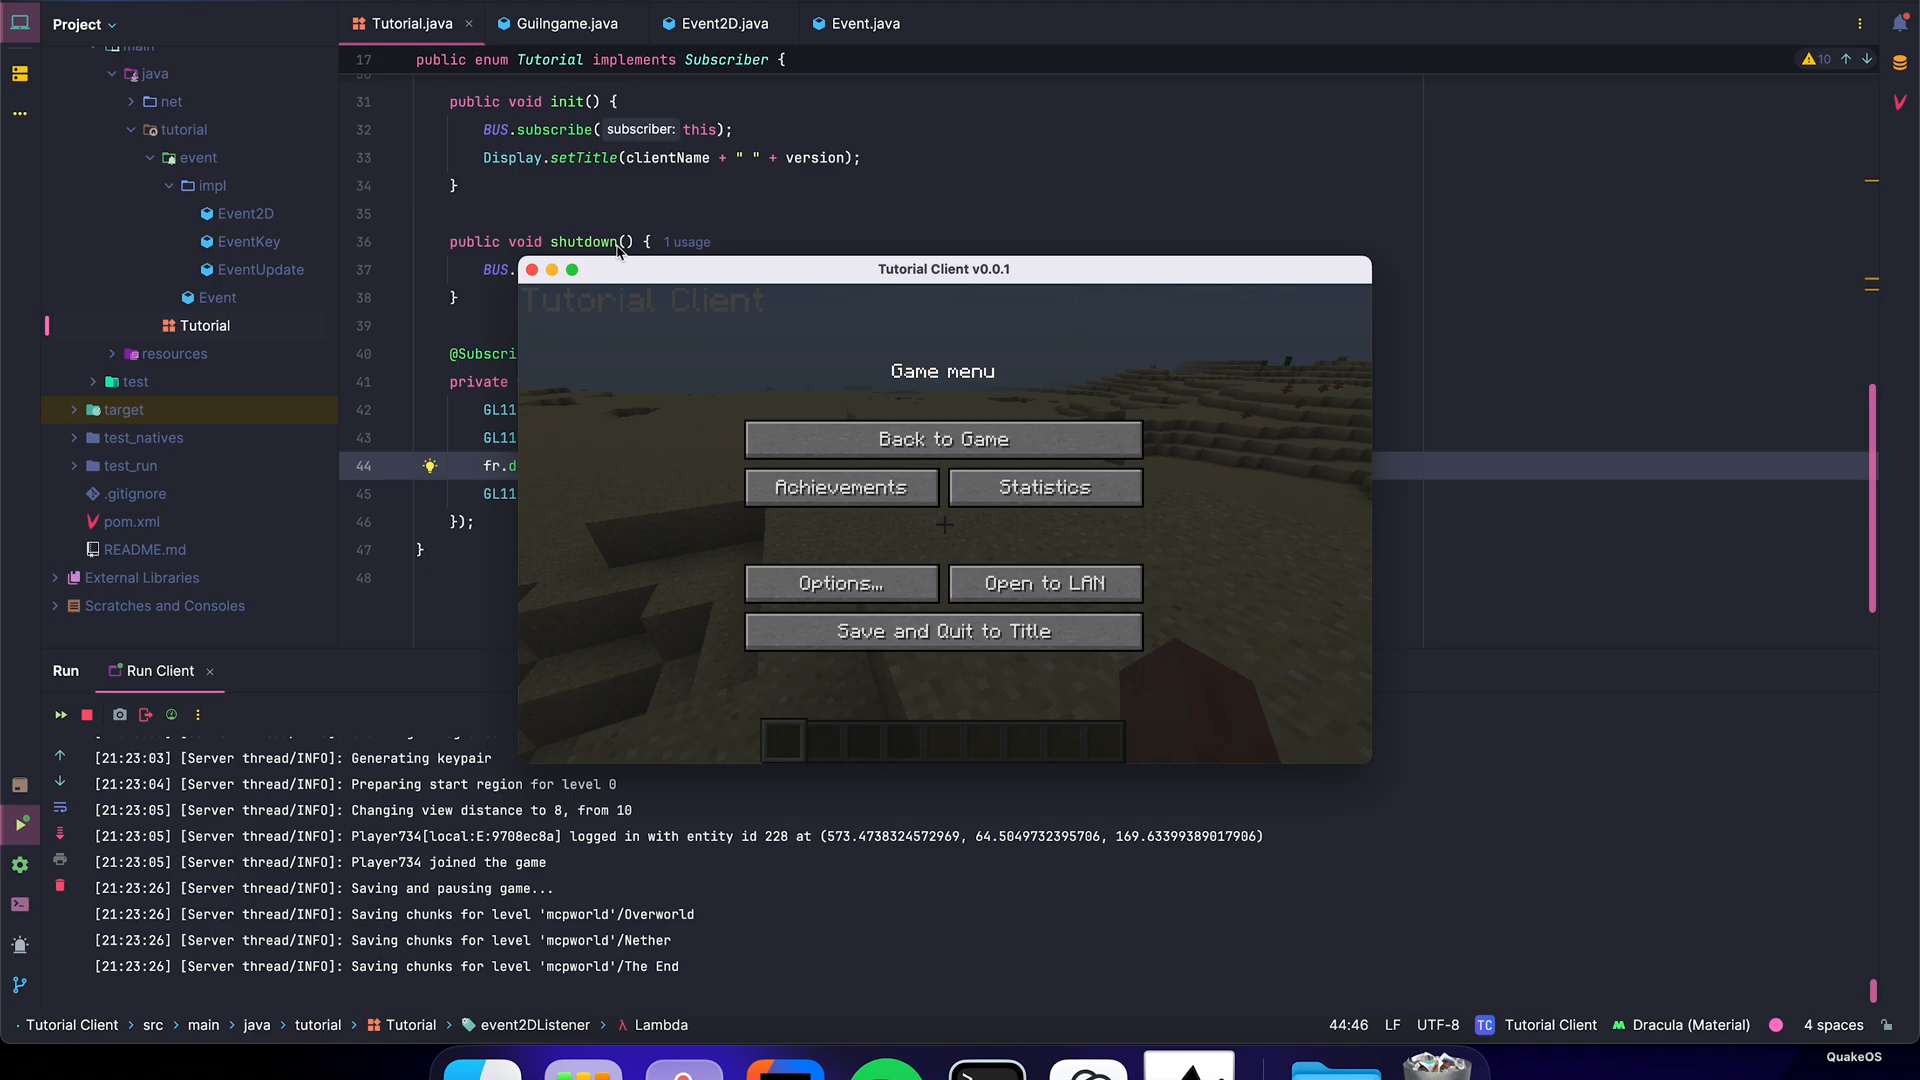 Project
Tutorial.java
GuiIngame.java
Event2D.java
Event.java
main
java
net
tutorial
event
impl
Event2D
EventKey
EventUpdate
Event
Tutorial
resources
test
target
test_natives
test_run
.gitignore
pom.xml
README.md
External Libraries
Scratches and Consoles
17 public enum Tutorial implements Subscriber {
10
31 public void init() {
32 BUS.subscribe( subscriber: this);
33 Display.setTitle(clientName + " " + version);
34 }
35
36 public void shutdown() { 1 usage
37 BUS.
38 }
39
40 @Subscri
41 private
42 GL11
43 GL11
44 fr.d
45 GL11
46 });
47 }
48
Tutorial Client v0.0.1
Tutorial Client
Game menu
Back to Game
Achievements
Statistics
Options...
Open to LAN
Save and Quit to Title
Run
Run Client
[21:23:03] [Server thread/INFO]: Generating keypair
[21:23:04] [Server thread/INFO]: Preparing start region for level 0
[21:23:05] [Server thread/INFO]: Changing view distance to 8, from 10
[21:23:05] [Server thread/INFO]: Player734[local:E:9708ec8a] logged in with entity id 228 at (573.4738324572969, 64.5049732395706, 169.63399389017906)
[21:23:05] [Server thread/INFO]: Player734 joined the game
[21:23:26] [Server thread/INFO]: Saving and pausing game...
[21:23:26] [Server thread/INFO]: Saving chunks for level 'mcpworld'/Overworld
[21:23:26] [Server thread/INFO]: Saving chunks for level 'mcpworld'/Nether
[21:23:26] [Server thread/INFO]: Saving chunks for level 'mcpworld'/The End
Tutorial Client > src > main > java > tutorial > Tutorial > event2DListener > λ Lambda
44:46 LF UTF-8 TC Tutorial Client Dracula (Material) 4 spaces
QuakeOS